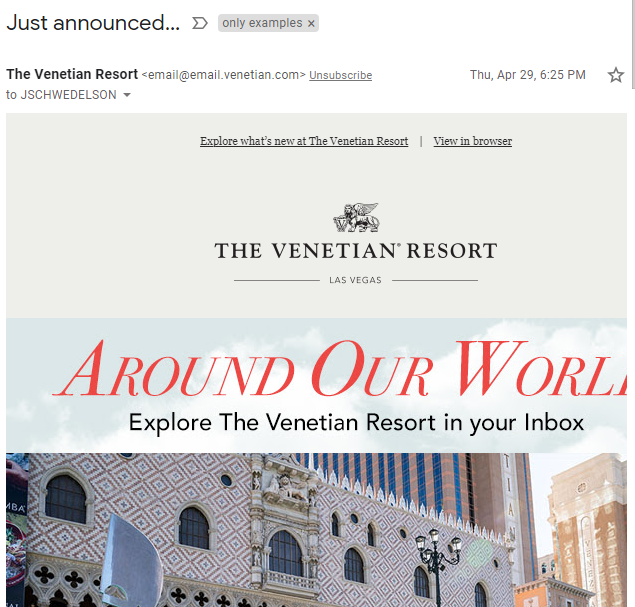 Just announced... only examples x
The Venetian Resort <email@email.venetian.com> Unsubscribe Thu, Apr 29, 6:25 PM
to JSCHWEDELSON
Explore what's new at The Venetian Resort | View in browser
THE VENETIAN® RESORT
LAS VEGAS
AROUND OUR WORL
Explore The Venetian Resort in your Inbox